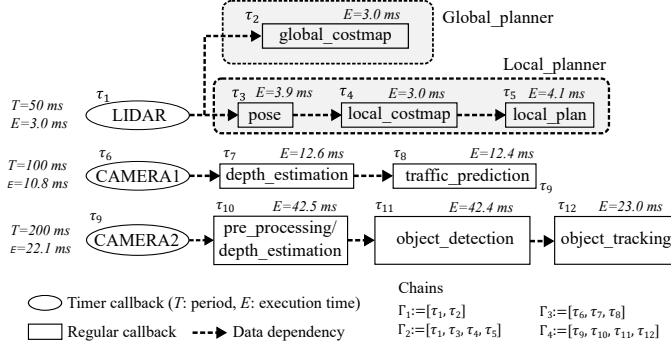 τ2 E=3.0 ms Global_planner
global_costmap
Local_planner
τ1 τ3 E=3.9 ms τ4 E=3.0 ms τ5 E=4.1 ms
T=50 ms
E=3.0 ms
LIDAR pose local_costmap local_plan
τ6 τ7 E=12.6 ms τ8 E=12.4 ms
T=100 ms
E=10.8 ms
CAMERA1 depth_estimation traffic_prediction
τ9
τ9 τ10 E=42.5 ms τ11 E=42.4 ms τ12 E=23.0 ms
T=200 ms
E=22.1 ms
CAMERA2 pre_processing/ object_detection object_tracking
depth_estimation
Chains
Timer callback (T: period, E: execution time) Γ1:=[τ1, τ2] Γ3:=[τ6, τ7, τ8]
Regular callback Data dependency Γ2:=[τ1, τ3, τ4, τ5] Γ4:=[τ9, τ10, τ11, τ12]